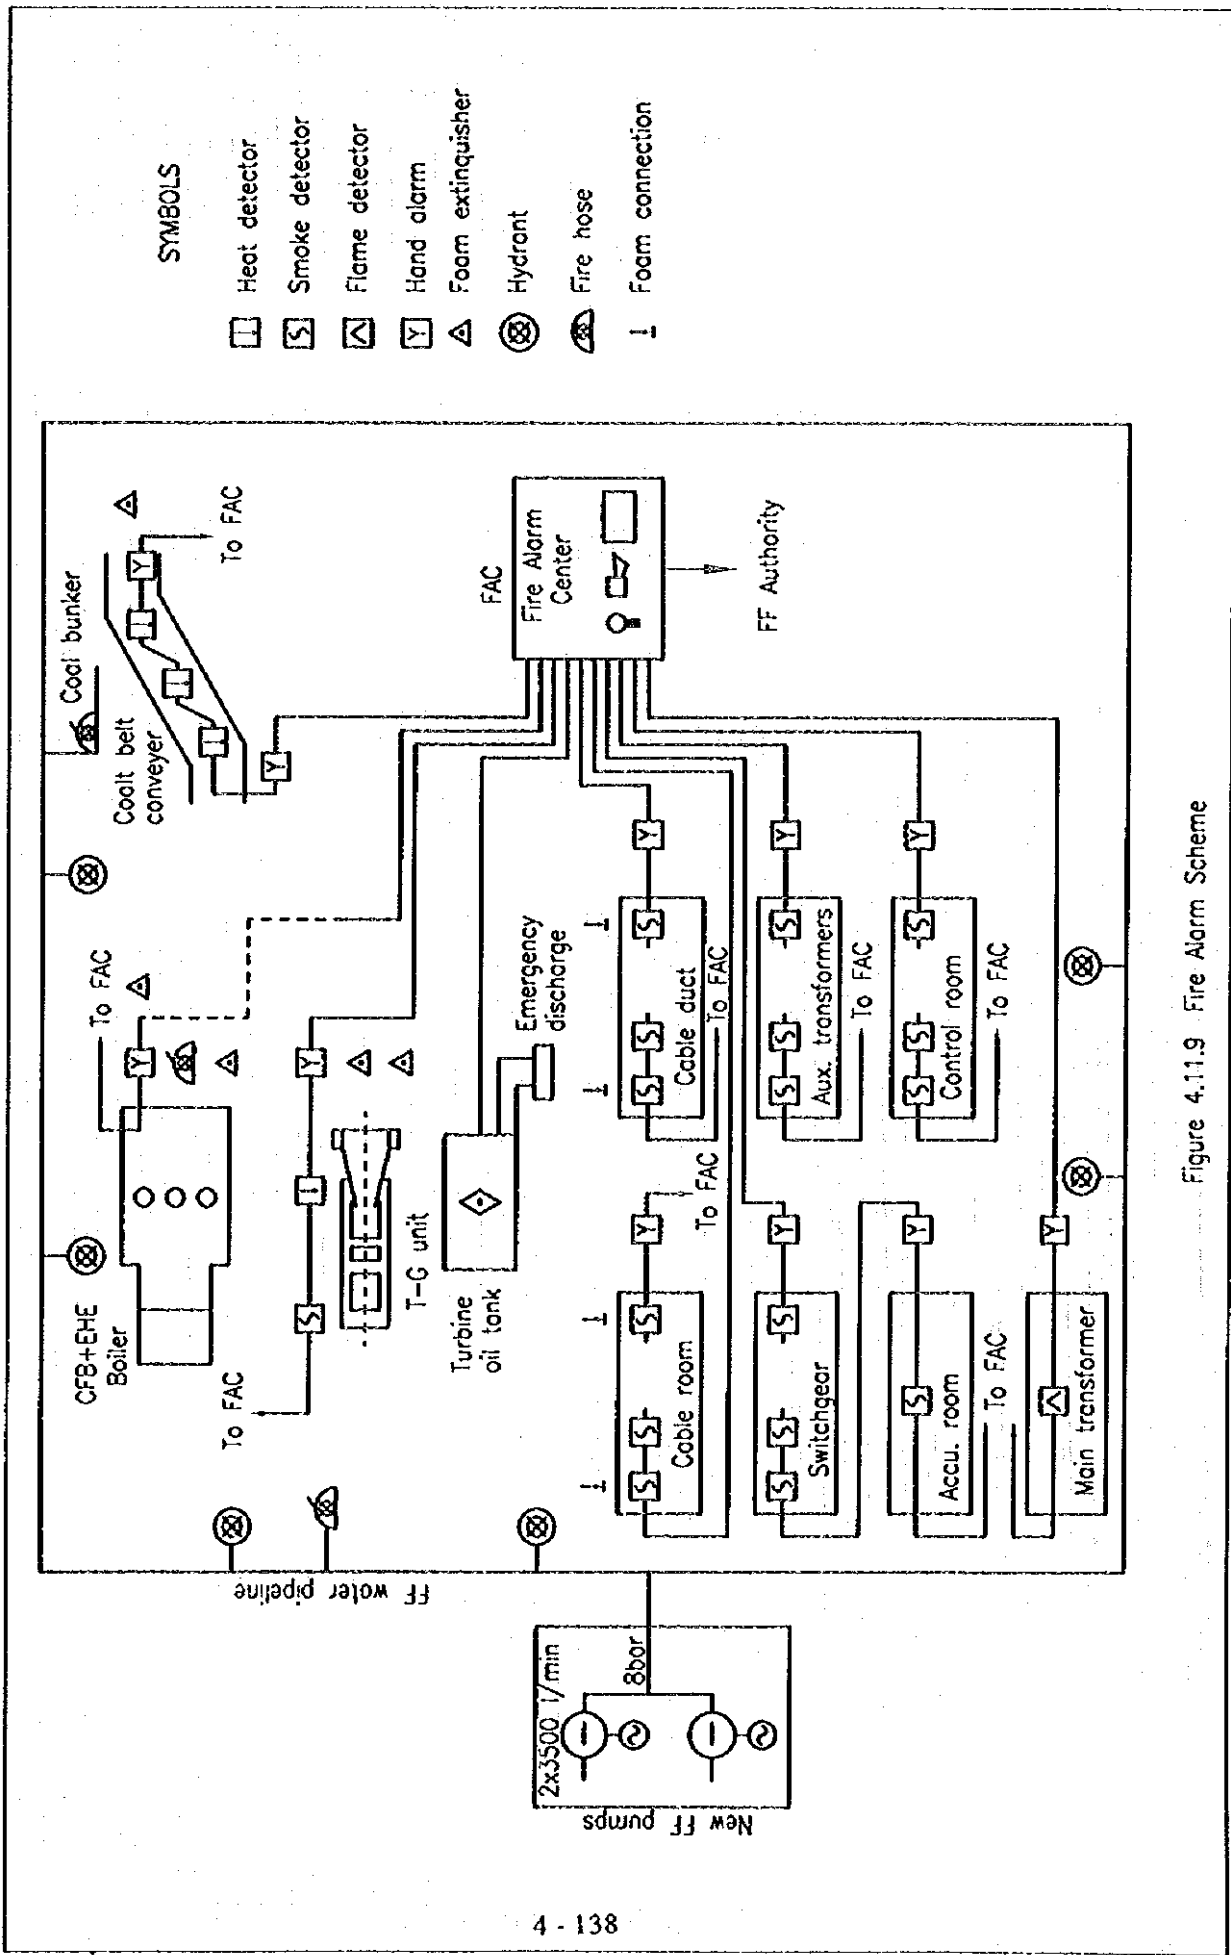 SYMBOLS
Heat detector
Smoke detector
Flame detector
Hand alarm
Foam extinquisher
Hydrant
Fire hose
Foam connection
Coal bunker
Coalt belt
conveyer
To FAC
To FAC
CFB+EHE
Boiler
To FAC
T-G unit
Turbine
oil tank
Emergency
discharge
FAC
Fire Alarm
Center
FF Authority
FF water pipeline
New FF pumps
2x3500 l/min
8bar
Cable room
To FAC
Cable duct
To FAC
Switchgear
Aux. transformers
To FAC
Accu. room
To FAC
Control room
To FAC
Main transformer
Figure 4.11.9 Fire Alarm Scheme
4 - 138